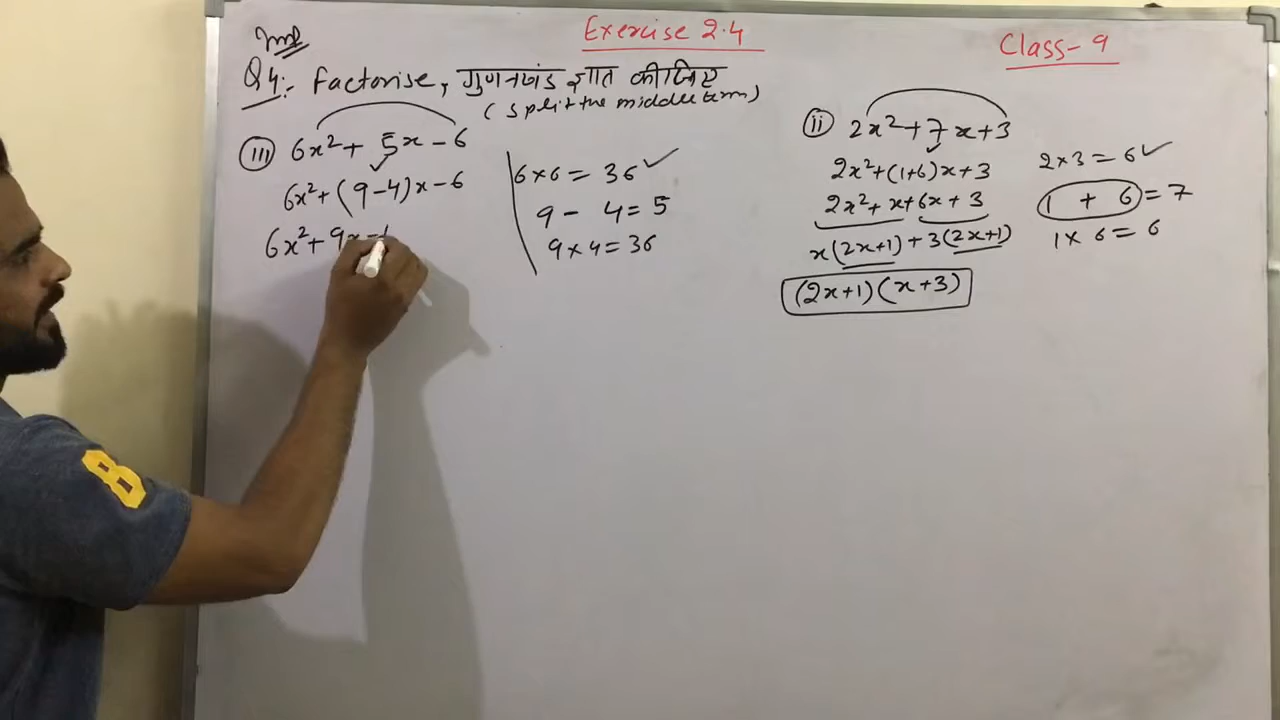 Exercise 2.4
Class- 9
Imp
Q4:- Factorise, गुणनखंड ज्ञात कीजिए
(split the middle term)
(iii) 6x² + 5x - 6
6x² + (9-4)x - 6
6x² + 9x - 4
6×6 = 36 ✓
9 - 4 = 5
9 × 4 = 36
(ii) 2x² + 7x + 3
2x² + (1+6)x + 3
2x² + x + 6x + 3
x(2x+1) + 3(2x+1)
(2x+1)(x+3)
2×3 = 6 ✓
1 + 6 = 7
1 × 6 = 6
8